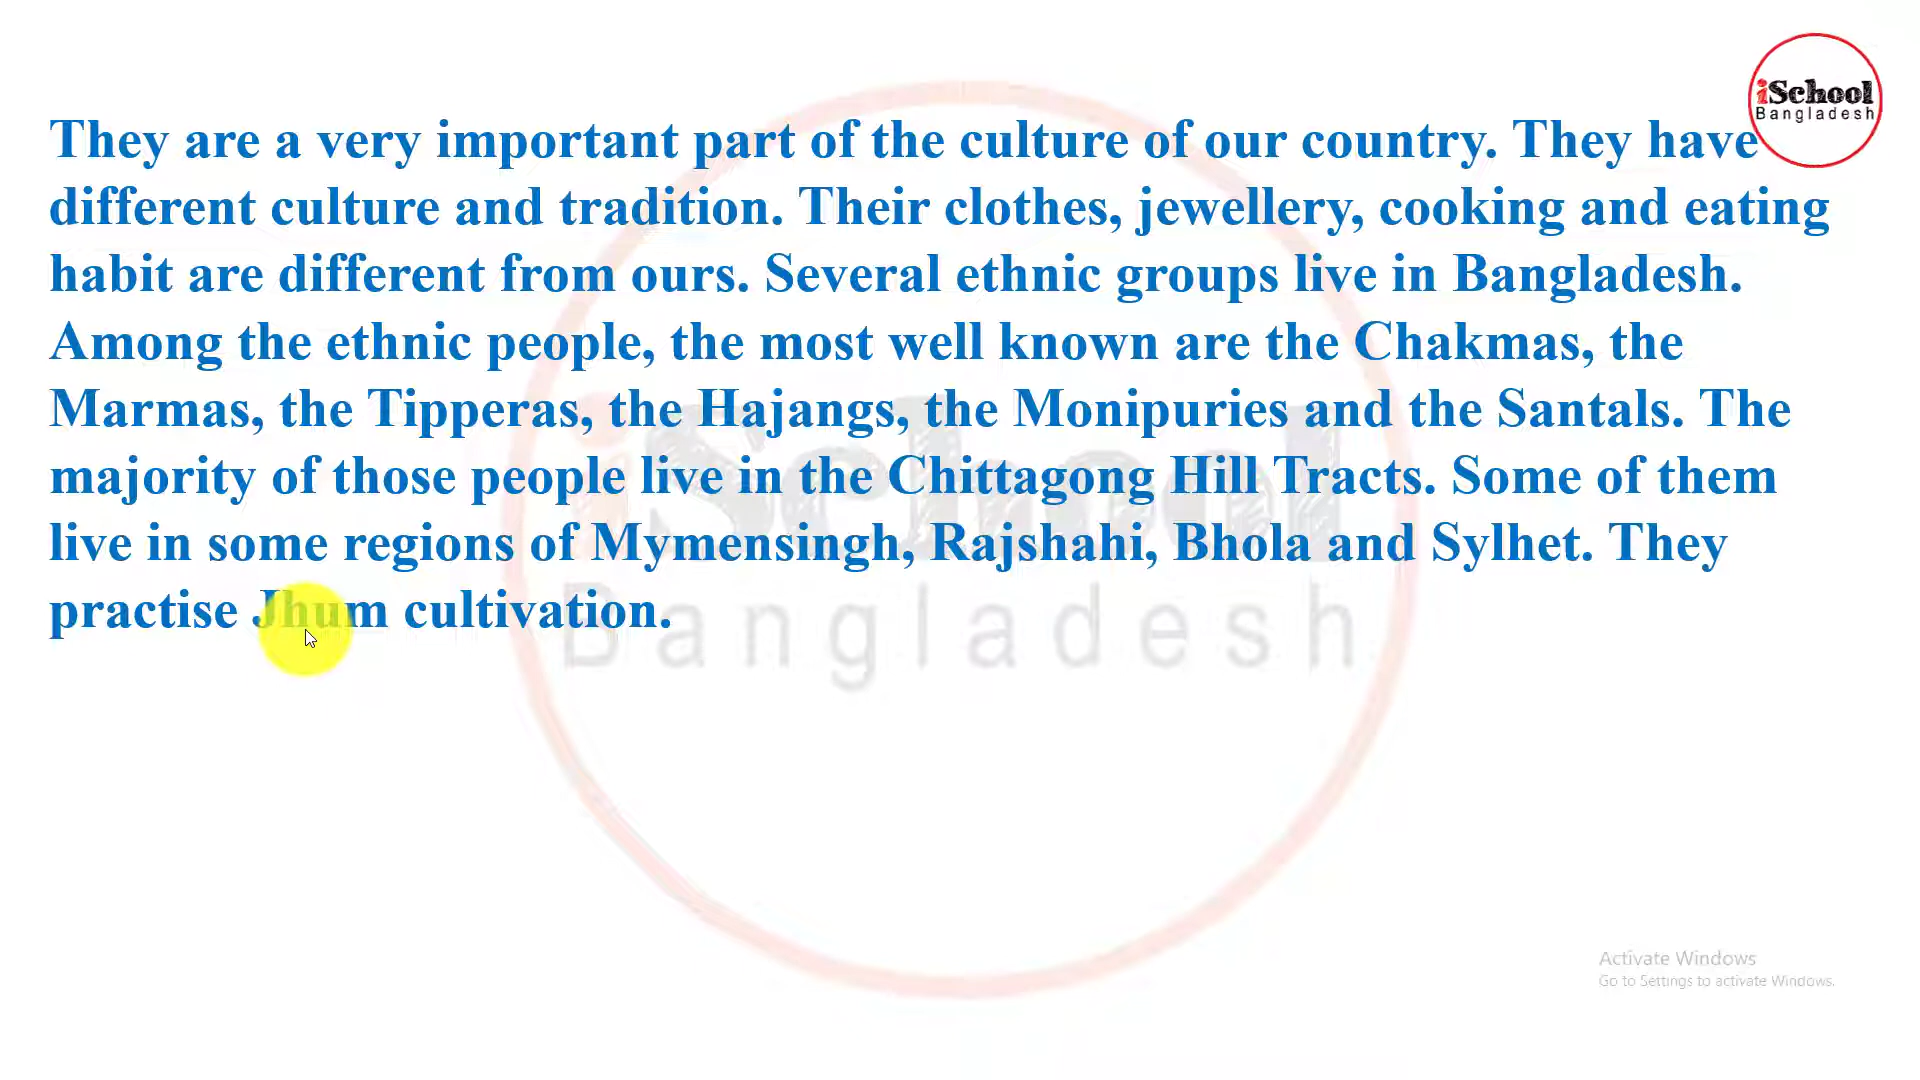 iSchool
Bangladesh
They are a very important part of the culture of our country. They have
different culture and tradition. Their clothes, jewellery, cooking and eating
habit are different from ours. Several ethnic groups live in Bangladesh.
Among the ethnic people, the most well known are the Chakmas, the
Marmas, the Tipperas, the Hajangs, the Monipuries and the Santals. The
majority of those people live in the Chittagong Hill Tracts. Some of them
live in some regions of Mymensingh, Rajshahi, Bhola and Sylhet. They
practise Jhum cultivation.
iSchool
Bangladesh
Activate Windows
Go to Settings to activate Windows.